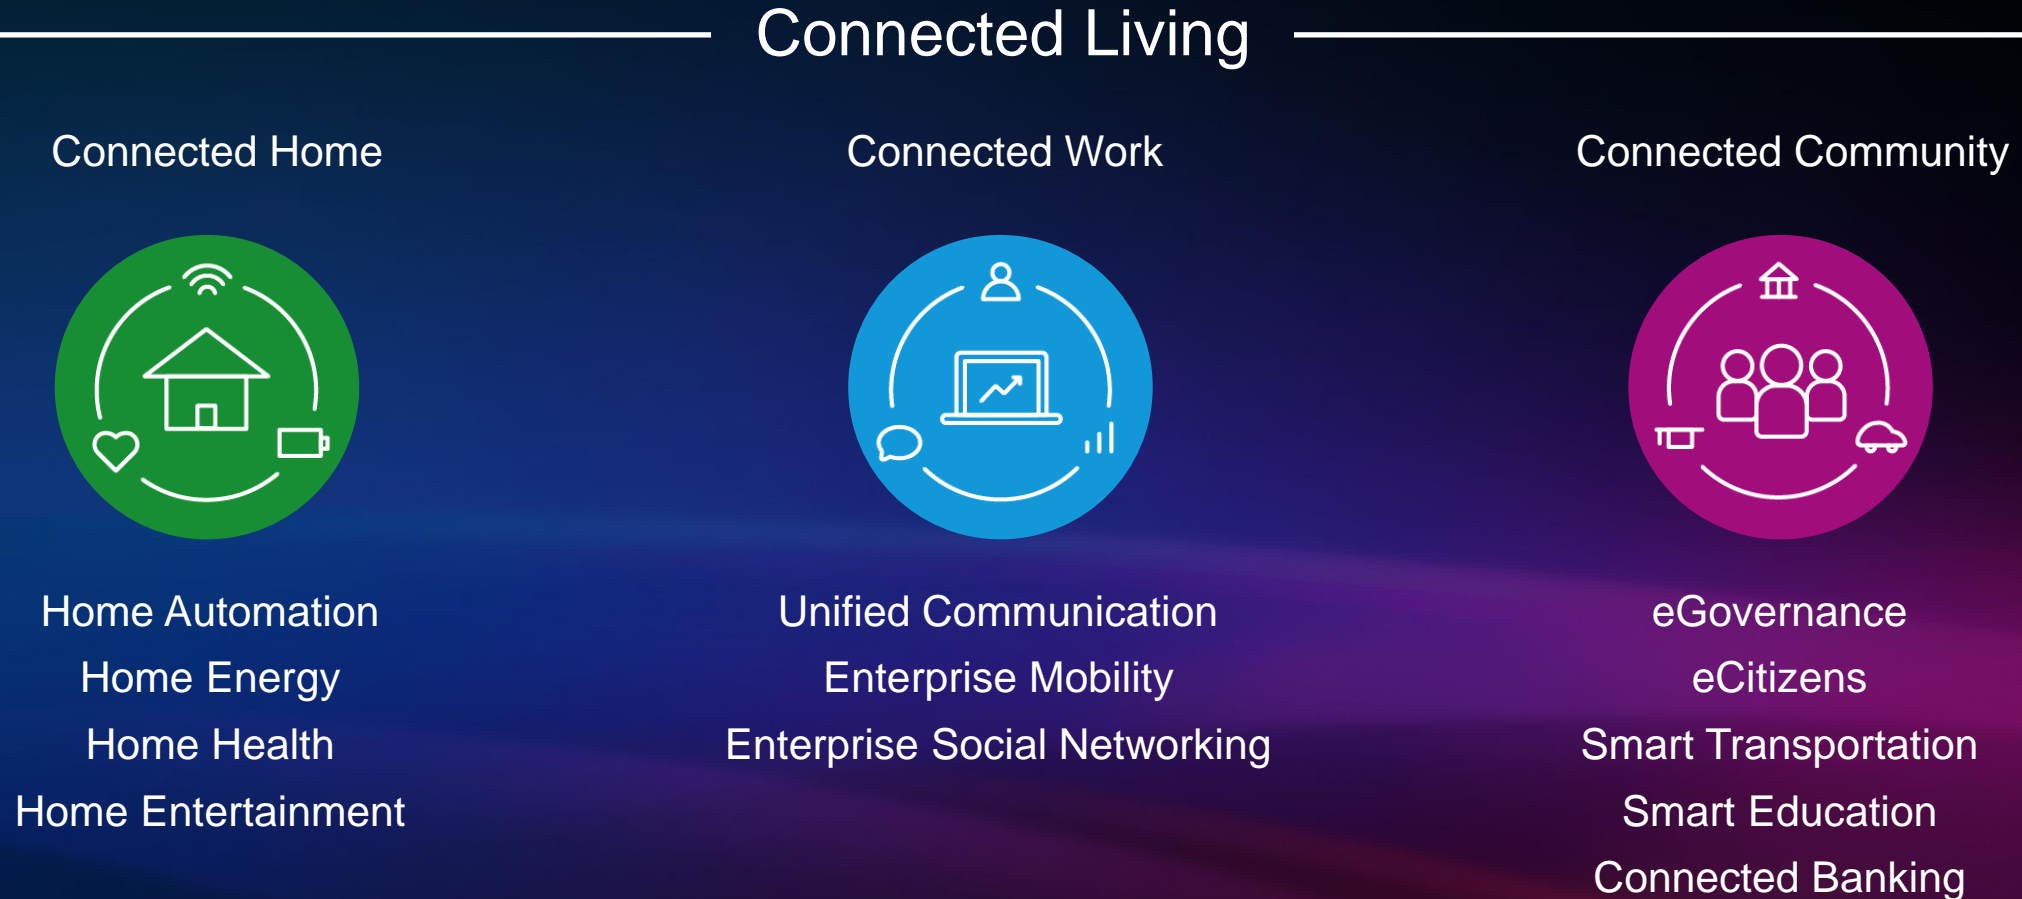 Connected Living
Connected Home
Connected Work
Connected Community
Home Automation
Home Energy
Home Health
Home Entertainment
Unified Communication
Enterprise Mobility
Enterprise Social Networking
eGovernance
eCitizens
Smart Transportation
Smart Education
Connected Banking